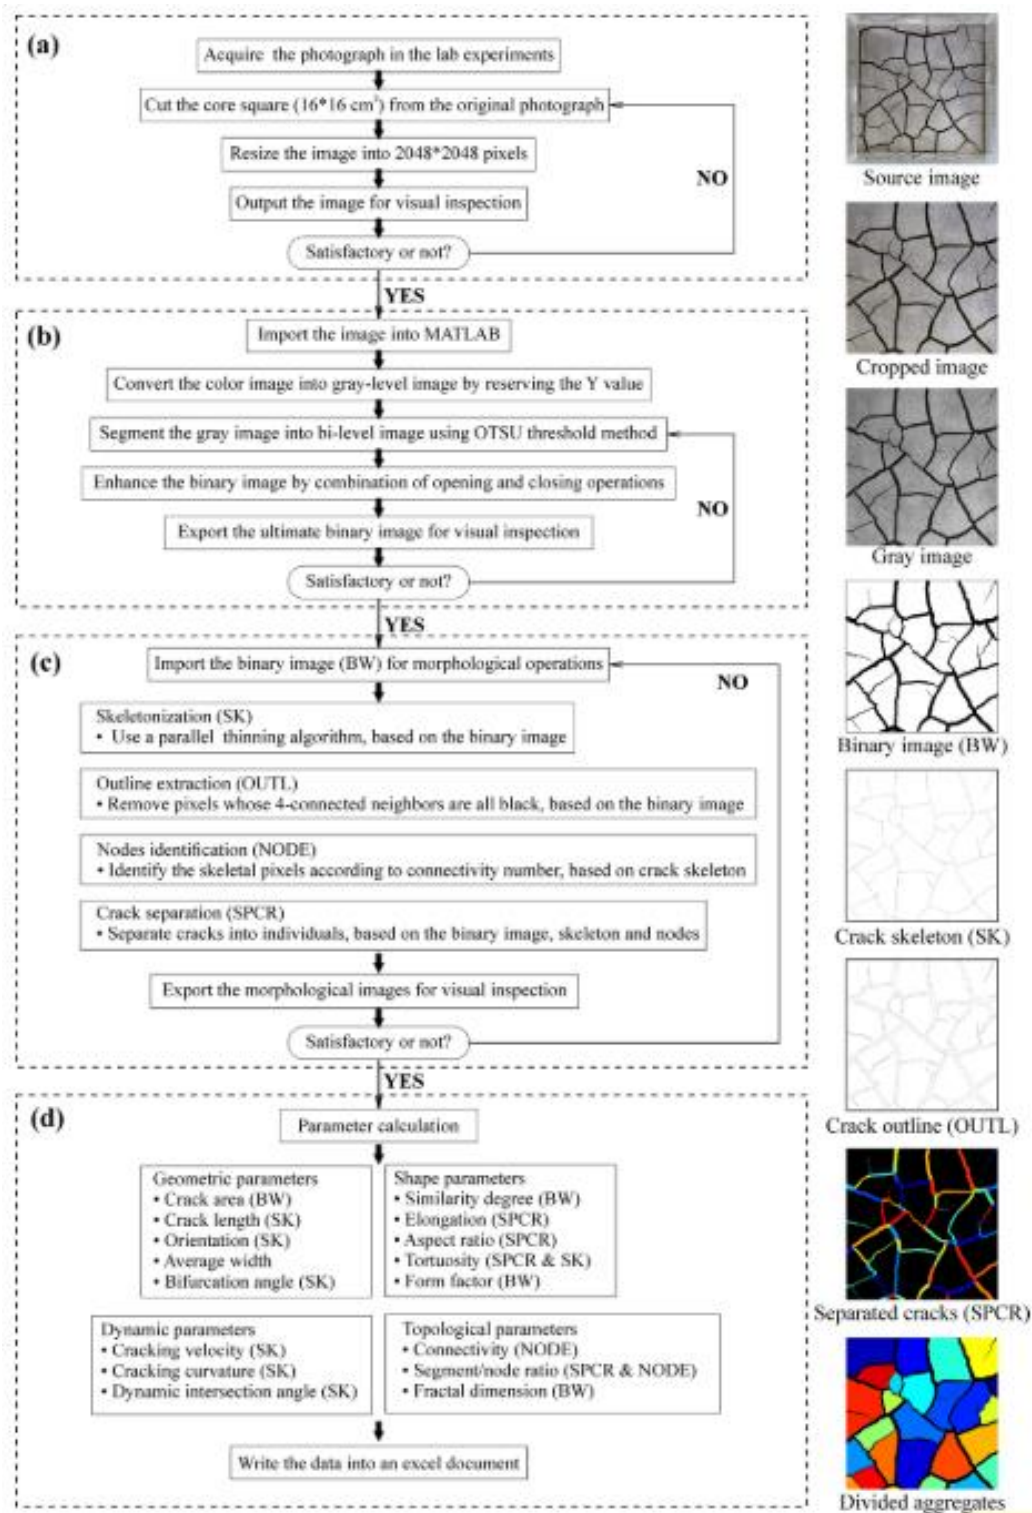 (a)
Acquire the photograph in the lab experiments
Cut the core square (16*16 cm²) from the original photograph
Resize the image into 2048*2048 pixels
NO
Output the image for visual inspection
Satisfactory or not?
YES
(b)
Import the image into MATLAB
Convert the color image into gray-level image by reserving the Y value
Segment the gray image into bi-level image using OTSU threshold method
Enhance the binary image by combination of opening and closing operations
NO
Export the ultimate binary image for visual inspection
Satisfactory or not?
YES
(c)
Import the binary image (BW) for morphological operations
NO
Skeletonization (SK)
• Use a parallel thinning algorithm, based on the binary image
Outline extraction (OUTL)
• Remove pixels whose 4-connected neighbors are all black, based on the binary image
Nodes identification (NODE)
• Identify the skeletal pixels according to connectivity number, based on crack skeleton
Crack separation (SPCR)
• Separate cracks into individuals, based on the binary image, skeleton and nodes
Export the morphological images for visual inspection
Satisfactory or not?
YES
(d)
Parameter calculation
Geometric parameters
• Crack area (BW)
• Crack length (SK)
• Orientation (SK)
• Average width
• Bifurcation angle (SK)
Shape parameters
• Similarity degree (BW)
• Elongation (SPCR)
• Aspect ratio (SPCR)
• Tortuosity (SPCR & SK)
• Form factor (BW)
Dynamic parameters
• Cracking velocity (SK)
• Cracking curvature (SK)
• Dynamic intersection angle (SK)
Topological parameters
• Connectivity (NODE)
• Segment/node ratio (SPCR & NODE)
• Fractal dimension (BW)
Write the data into an excel document
Source image
Cropped image
Gray image
Binary image (BW)
Crack skeleton (SK)
Crack outline (OUTL)
Separated cracks (SPCR)
Divided aggregates